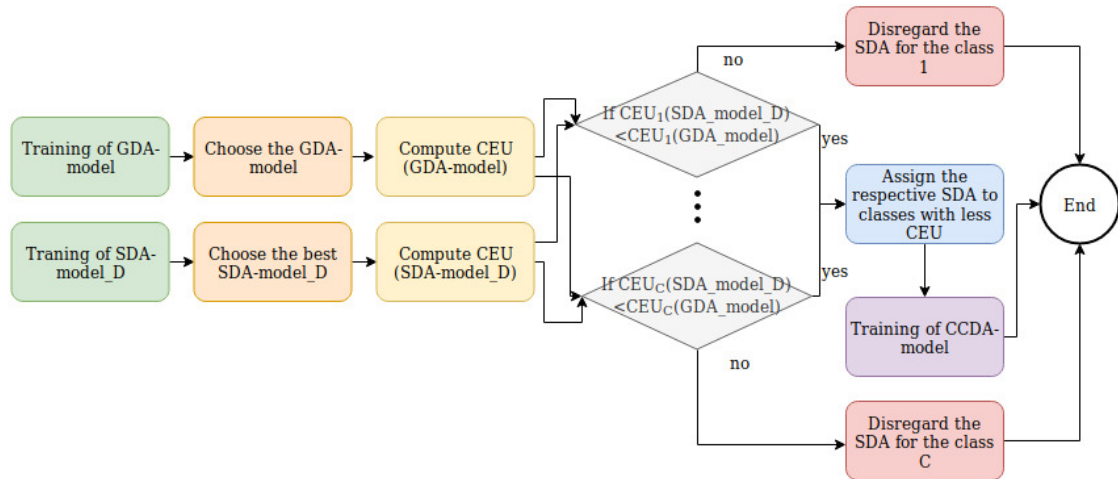 Disregard the
SDA for the class
1
no
If CEU₁(SDA_model_D)
<CEU₁(GDA_model)
yes
Training of GDA-
model
Choose the GDA-
model
Compute CEU
(GDA-model)
Assign the
respective SDA to
classes with less
CEU
End
Traning of SDA-
model_D
Choose the best
SDA-model_D
Compute CEU
(SDA-model_D)
yes
If CEU_C(SDA_model_D)
<CEU_C(GDA_model)
Training of CCDA-
model
no
Disregard the
SDA for the class
C